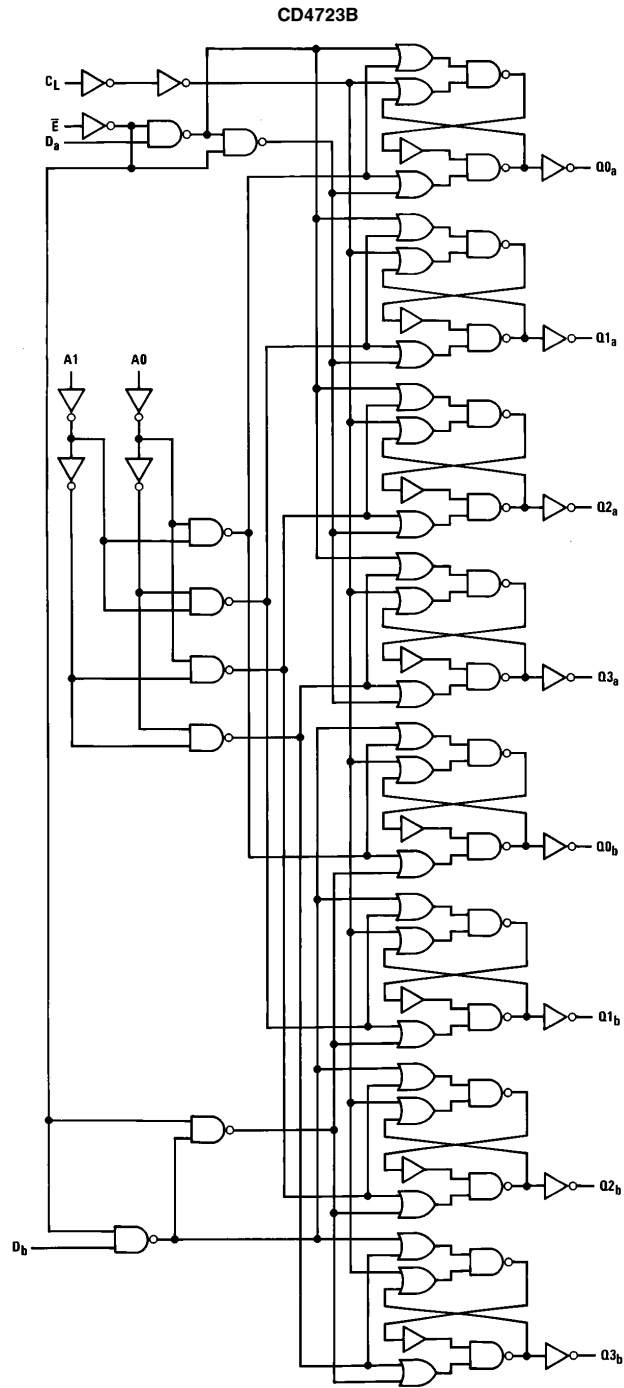 CD4723B
C_L
E̅
D_a
Q0_a
Q1_a
A1 A0
Q2_a
Q3_a
Q0_b
Q1_b
Q2_b
D_b
Q3_b